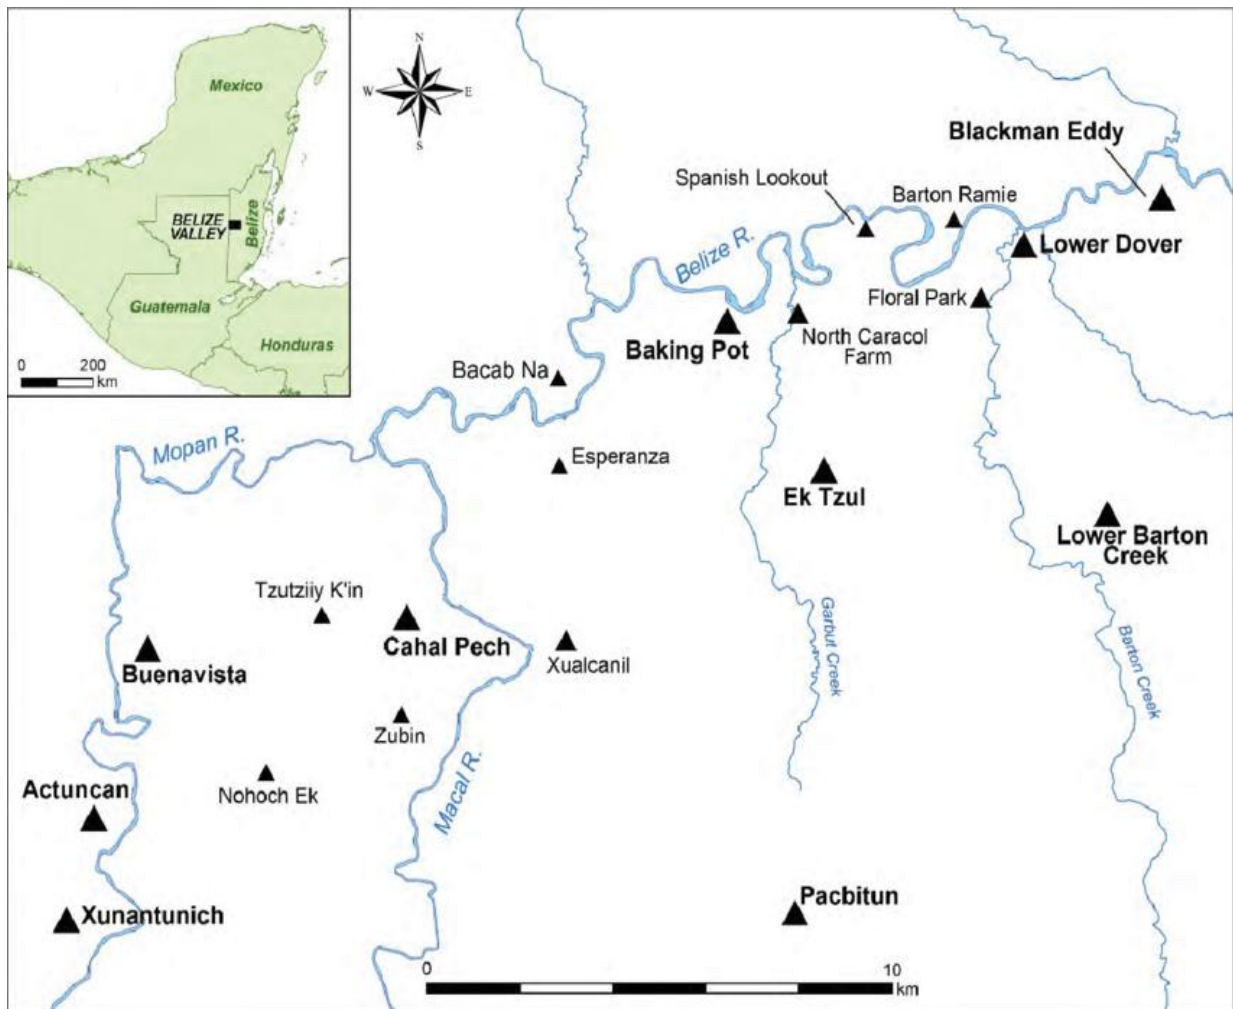 Mexico
BELIZE
VALLEY
Belize
Guatemala
Honduras
0 200
km
N
W E
S
Blackman Eddy
Spanish Lookout
Barton Ramie
Belize R.
Lower Dover
Floral Park
Baking Pot
North Caracol
Farm
Bacab Na
Mopan R.
Esperanza
Ek Tzul
Lower Barton
Creek
Tzutziiy K'in
Cahal Pech
Xualcanil
Garbut Creek
Barton Creek
Buenavista
Zubin
Macal R.
Actuncan
Nohoch Ek
Pacbitun
Xunantunich
0 10
km